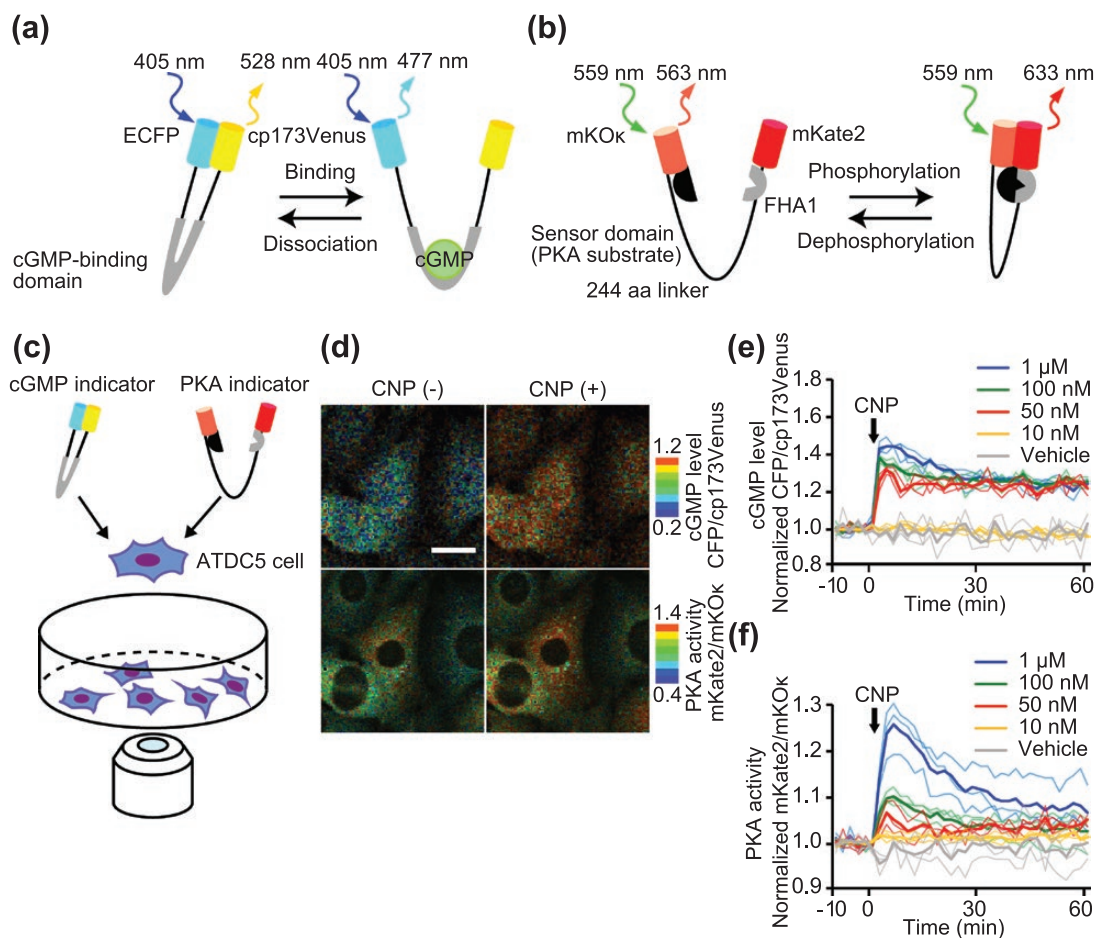 (a)
405 nm
528 nm
405 nm
477 nm
ECFP
cp173Venus
Binding
Dissociation
cGMP-binding
domain
cGMP
(b)
559 nm
563 nm
559 nm
633 nm
mKOκ
mKate2
Phosphorylation
FHA1
Dephosphorylation
Sensor domain
(PKA substrate)
244 aa linker
(c)
cGMP indicator
PKA indicator
ATDC5 cell
(d)
CNP (-)
CNP (+)
1.2
0.2
cGMP level
CFP/cp173Venus
1.4
0.4
PKA activity
mKate2/mKOκ
(e)
cGMP level
Normalized CFP/cp173Venus
1.8
1.6
1.4
1.2
1.0
0.8
CNP
1 µM
100 nM
50 nM
10 nM
Vehicle
-10
0
30
60
Time (min)
(f)
PKA activity
Normalized mKate2/mKOκ
1.3
1.2
1.1
1.0
0.9
CNP
1 µM
100 nM
50 nM
10 nM
Vehicle
-10
0
30
60
Time (min)